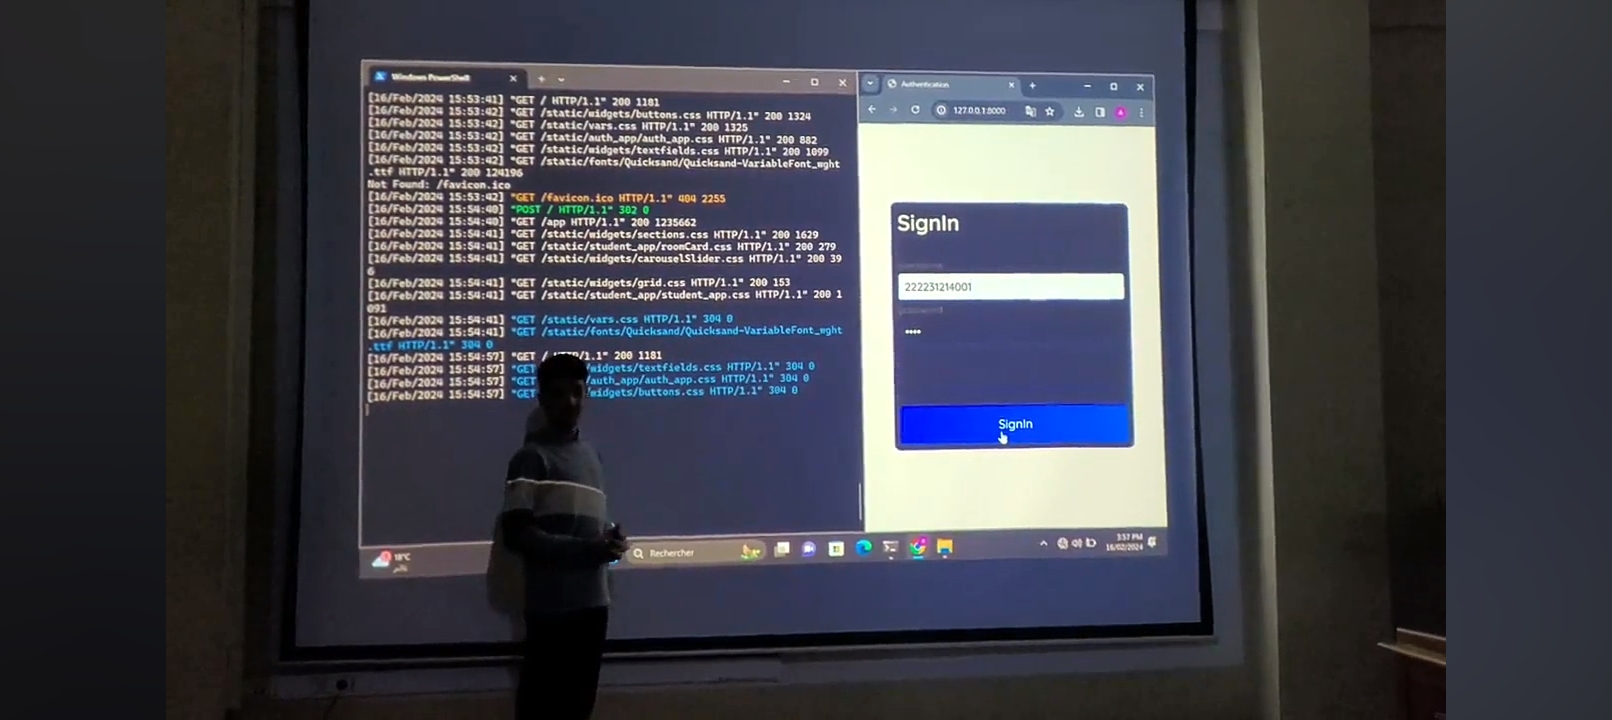 Windows PowerShell
[16/Feb/2024 15:53:41] "GET / HTTP/1.1" 200 1181
[16/Feb/2024 15:53:42] "GET /static/widgets/buttons.css HTTP/1.1" 200 1324
[16/Feb/2024 15:53:42] "GET /static/vars.css HTTP/1.1" 200 1325
[16/Feb/2024 15:53:42] "GET /static/auth_app/auth_app.css HTTP/1.1" 200 882
[16/Feb/2024 15:53:42] "GET /static/widgets/textfields.css HTTP/1.1" 200 1099
[16/Feb/2024 15:53:42] "GET /static/fonts/Quicksand/Quicksand-VariableFont_wght
.ttf HTTP/1.1" 200 124196
Not Found: /favicon.ico
[16/Feb/2024 15:53:42] "GET /favicon.ico HTTP/1.1" 404 2255
[16/Feb/2024 15:54:40] "POST / HTTP/1.1" 302 0
[16/Feb/2024 15:54:40] "GET /app HTTP/1.1" 200 1235662
[16/Feb/2024 15:54:41] "GET /static/widgets/sections.css HTTP/1.1" 200 1629
[16/Feb/2024 15:54:41] "GET /static/student_app/roomCard.css HTTP/1.1" 200 279
[16/Feb/2024 15:54:41] "GET /static/widgets/carouselSlider.css HTTP/1.1" 200 39
6
[16/Feb/2024 15:54:41] "GET /static/widgets/grid.css HTTP/1.1" 200 153
[16/Feb/2024 15:54:41] "GET /static/student_app/student_app.css HTTP/1.1" 200 1
091
[16/Feb/2024 15:54:41] "GET /static/vars.css HTTP/1.1" 304 0
[16/Feb/2024 15:54:41] "GET /static/fonts/Quicksand/Quicksand-VariableFont_wght
.ttf HTTP/1.1" 304 0
[16/Feb/2024 15:54:57] "GET / HTTP/1.1" 200 1181
[16/Feb/2024 15:54:57] "GET /widgets/textfields.css HTTP/1.1" 304 0
[16/Feb/2024 15:54:57] "GET /auth_app/auth_app.css HTTP/1.1" 304 0
[16/Feb/2024 15:54:57] "GET /widgets/buttons.css HTTP/1.1" 304 0
Authentication
127.0.0.1:8000
SignIn
222231214001
password
SignIn
18°C
Rechercher
3:57 PM
16/02/2024